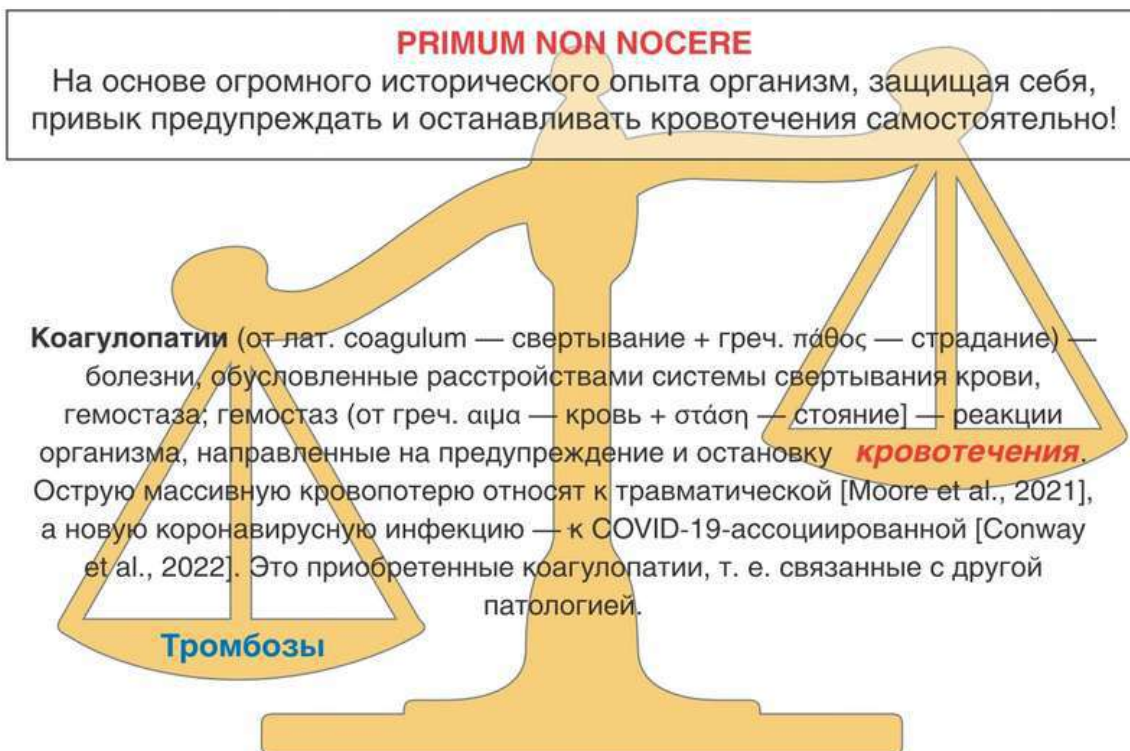 PRIMUM NON NOCERE
На основе огромного исторического опыта организм, защищая себя,
привык предупреждать и останавливать кровотечения самостоятельно!
Коагулопатии (от лат. coagulum — свертывание + греч. πάθος — страдание) —
болезни, обусловленные расстройствами системы свертывания крови,
гемостаза; гемостаз (от греч. αιμα — кровь + στάση — стояние] — реакции
организма, направленные на предупреждение и остановку кровотечения.
Острую массивную кровопотерю относят к травматической [Moore et al., 2021],
а новую коронавирусную инфекцию — к COVID-19-ассоциированной [Conway
et al., 2022]. Это приобретенные коагулопатии, т. е. связанные с другой
патологией.
Тромбозы